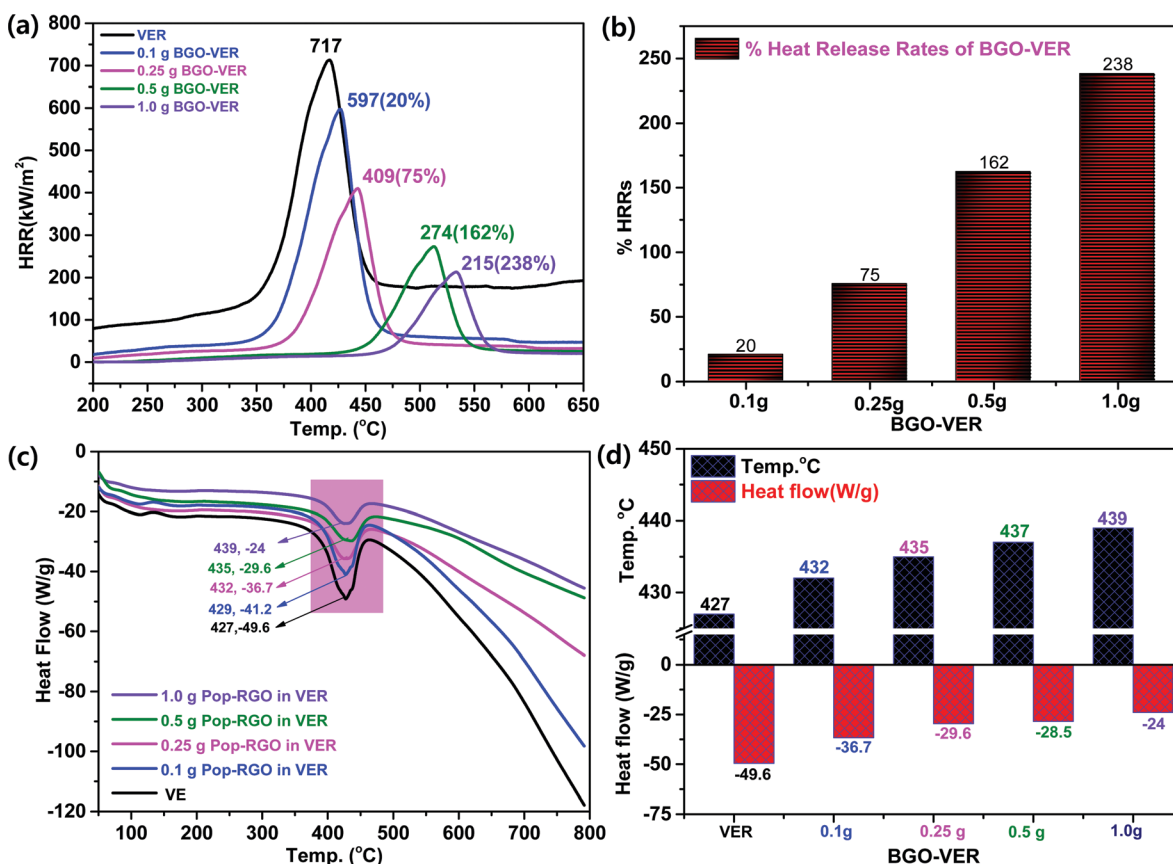 (a)
VER
0.1 g BGO-VER
0.25 g BGO-VER
0.5 g BGO-VER
1.0 g BGO-VER
717
597(20%)
409(75%)
274(162%)
215(238%)
800
700
600
500
400
300
200
100
0
HRR(kW/m²)
200 250 300 350 400 450 500 550 600 650
Temp. (°C)
(b)
% Heat Release Rates of BGO-VER
250
200
150
100
50
0
% HRRs
20
75
162
238
0.1g 0.25g 0.5g 1.0g
BGO-VER
(c)
0
-20
-40
-60
-80
-100
-120
Heat Flow (W/g)
439, -24
435, -29.6
432, -36.7
429, -41.2
427,-49.6
1.0 g Pop-RGO in VER
0.5 g Pop-RGO in VER
0.25 g Pop-RGO in VER
0.1 g Pop-RGO in VER
VE
100 200 300 400 500 600 700 800
Temp. (°C)
(d)
Temp.°C
Heat flow(W/g)
450
440
430
Temp. °C
427
432
435
437
439
0
-25
-50
-75
Heat flow (W/g)
-49.6
-36.7
-29.6
-28.5
-24
VER 0.1g 0.25 g 0.5 g 1.0g
BGO-VER